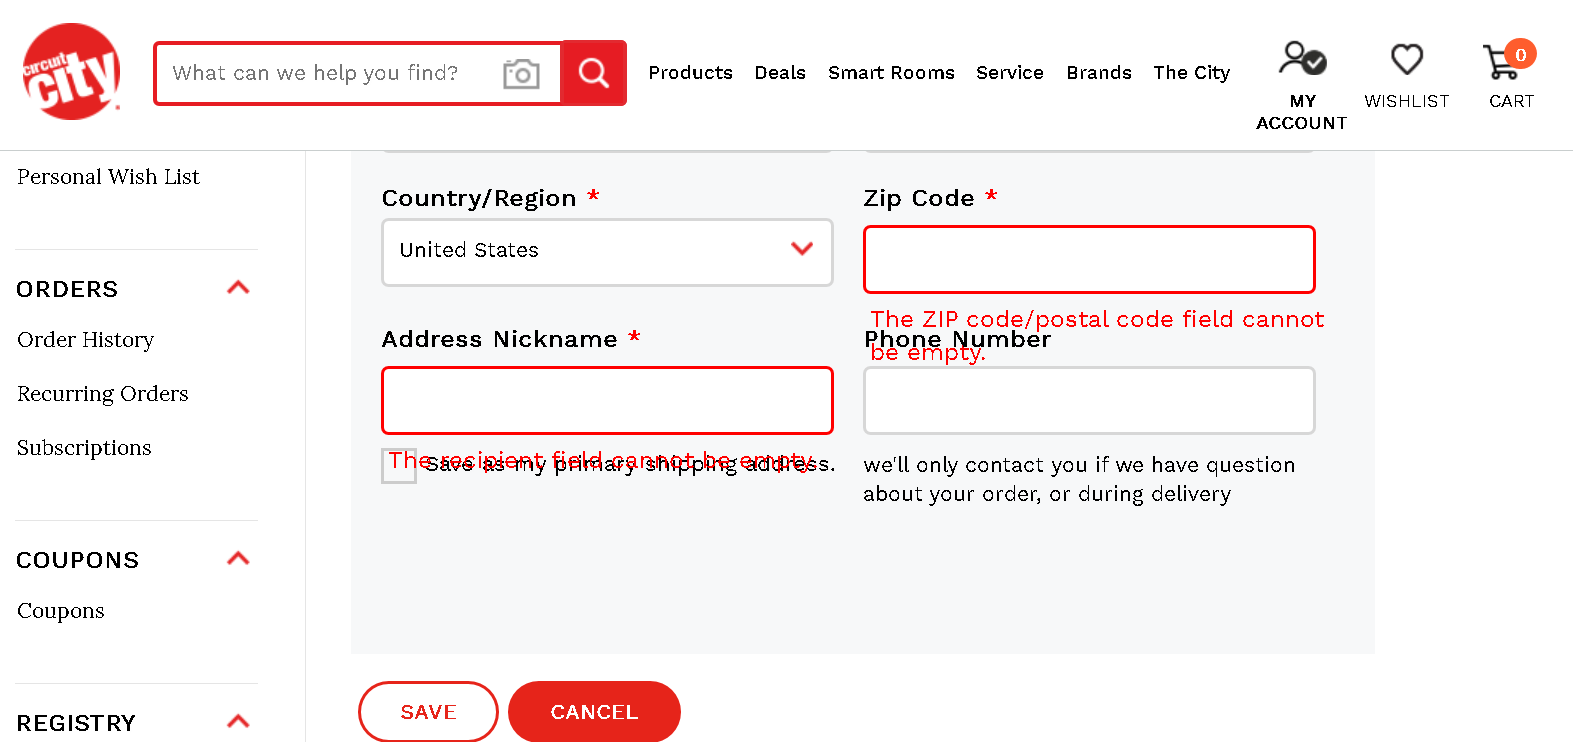 circuit
city
What can we help you find?
Products
Deals
Smart Rooms
Service
Brands
The City
MY
ACCOUNT
WISHLIST
0
CART
Personal Wish List
ORDERS
Order History
Recurring Orders
Subscriptions
COUPONS
Coupons
REGISTRY
Country/Region *
United States
Zip Code *
The ZIP code/postal code field cannot
be empty.
Address Nickname *
Phone Number
The recipient field cannot be empty.
Save as my primary shipping address.
we'll only contact you if we have question
about your order, or during delivery
SAVE
CANCEL